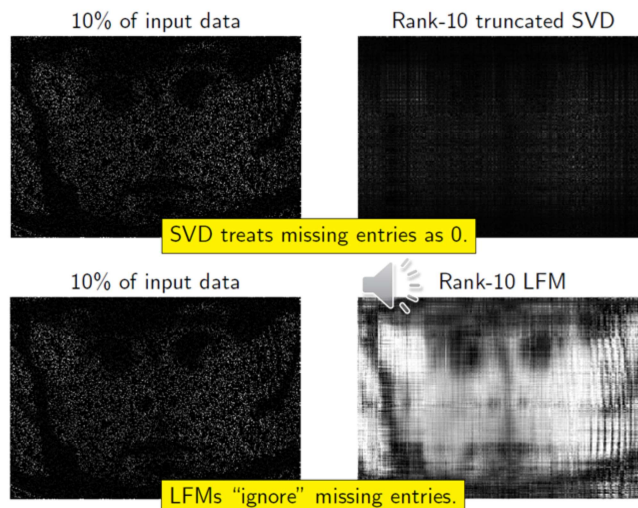 10% of input data
Rank-10 truncated SVD
SVD treats missing entries as 0.
10% of input data
Rank-10 LFM
LFMs “ignore” missing entries.